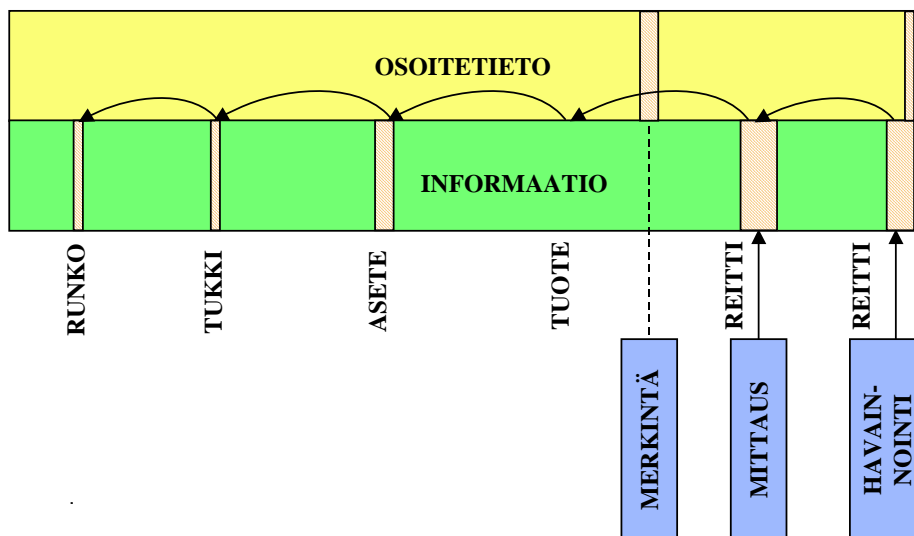 OSOITETIETO
INFORMAATIO
RUNKO
TUKKI
ASETE
TUOTE
REITTI
REITTI
MERKINTÄ
MITTAUS
HAVAIN-
NOINTI
.